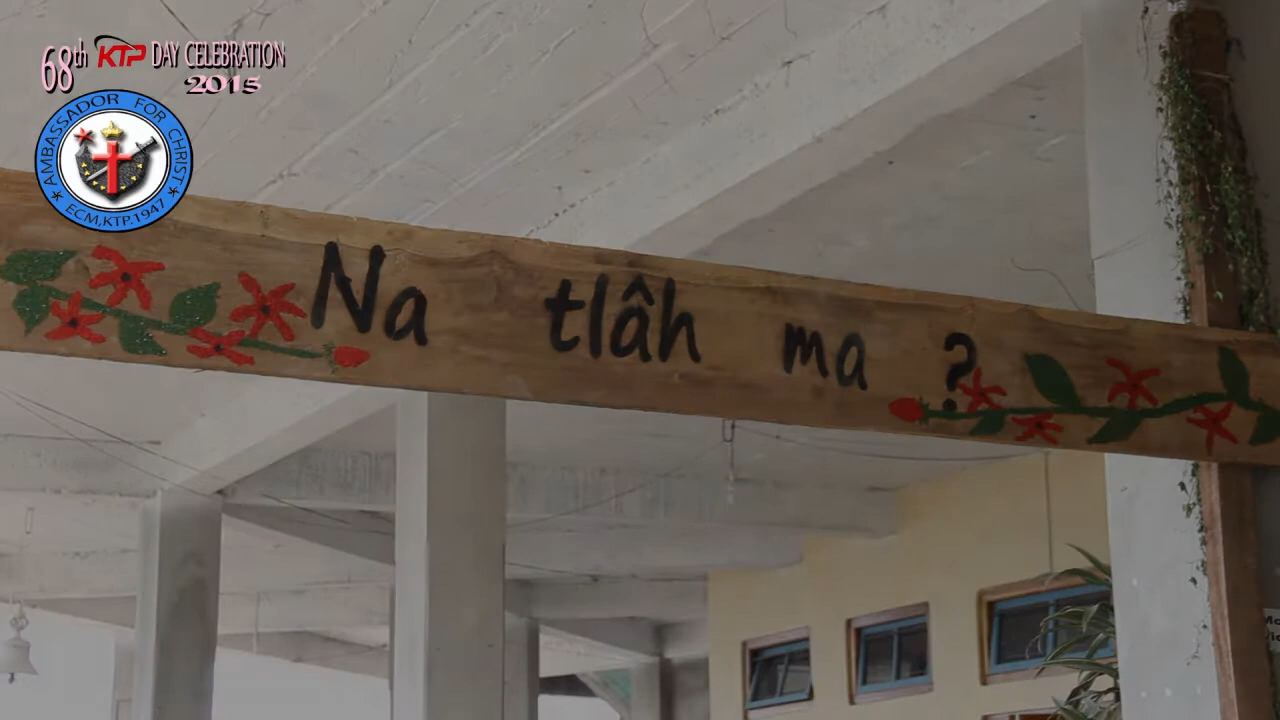 68th KTP DAY CELEBRATION
2015
AMBASSADOR FOR CHRIST
ECM, KTP. 1947
Na tlâh ma ?